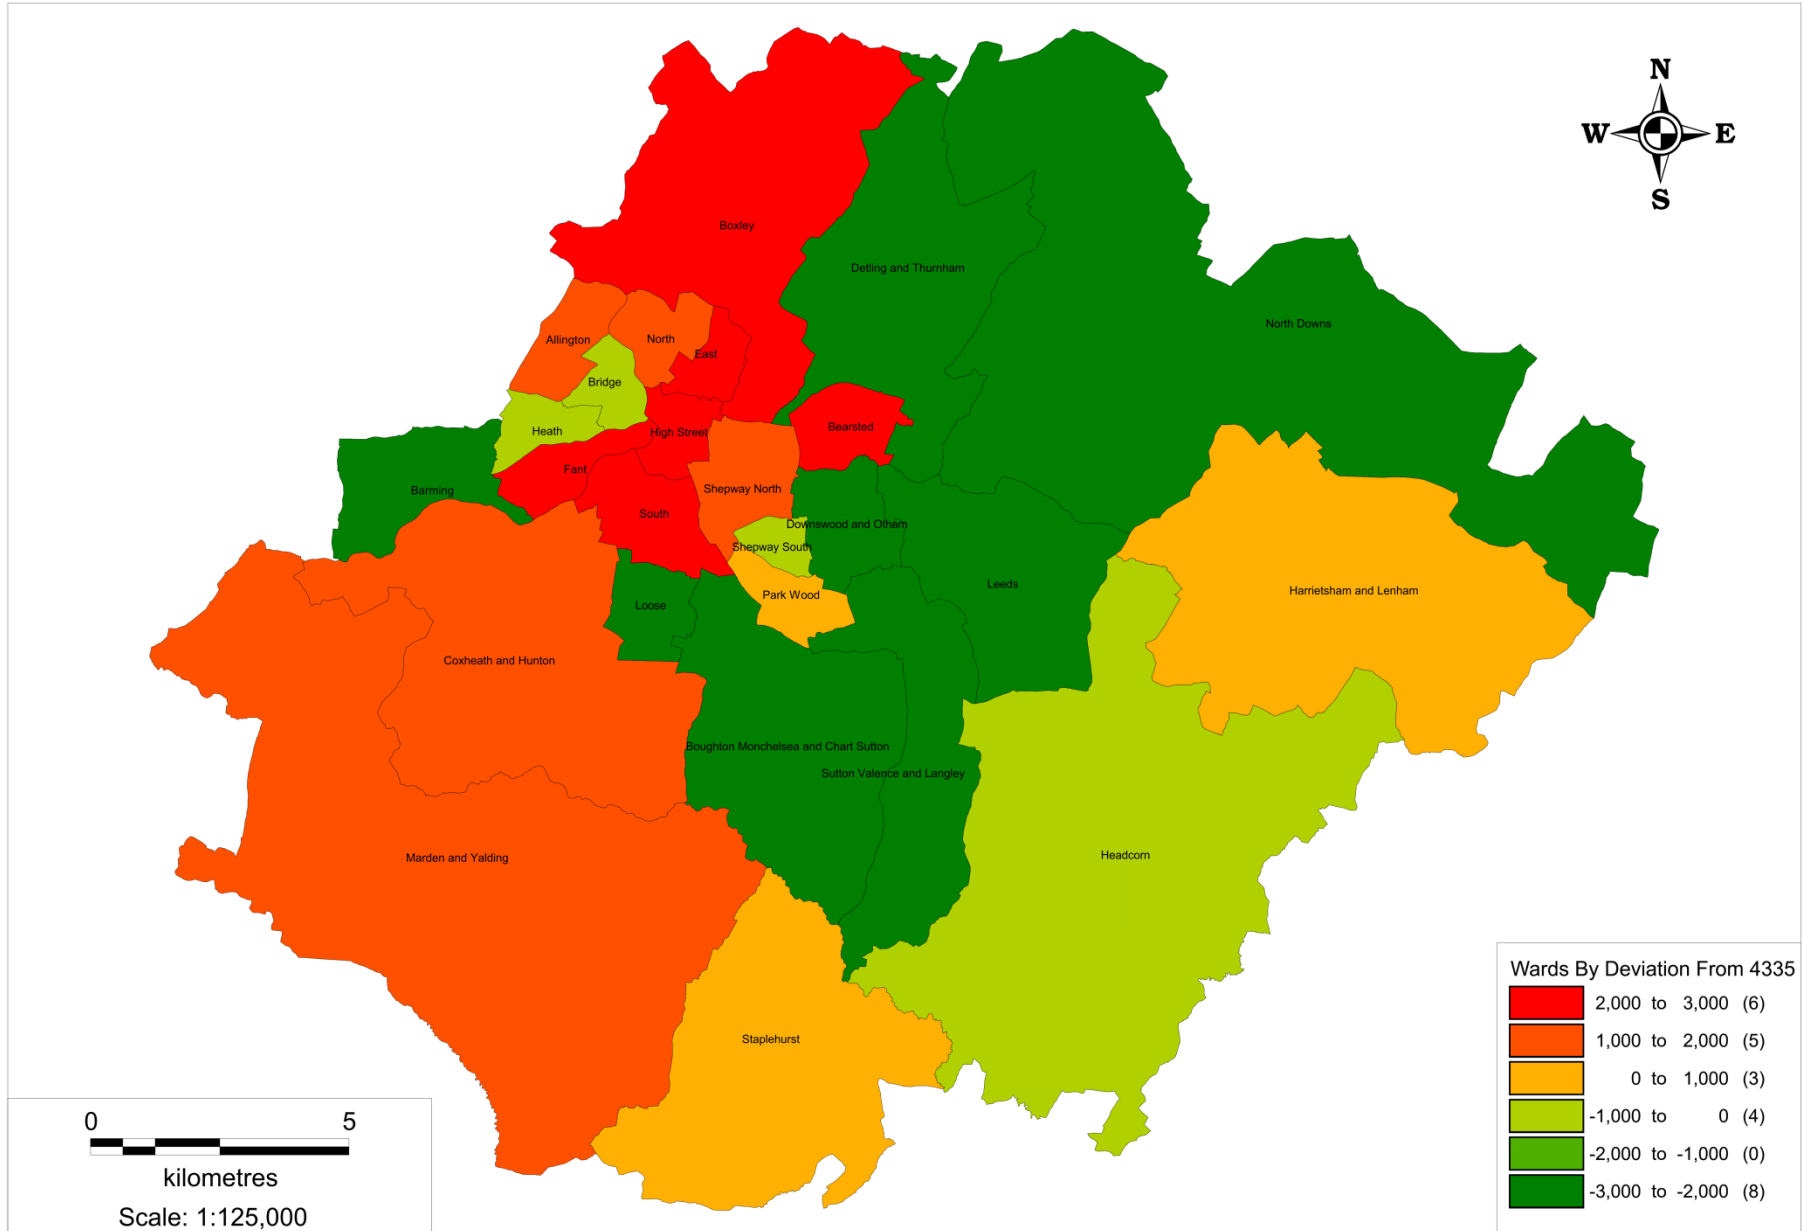 N
W E
S
Boxley
Detling and Thurnham
North Downs
Allington
North
East
Bridge
Bearsted
Heath
High Street
Fant
Barming
Shepway North
South
Downswood and Otham
Shepway South
Leeds
Harrietsham and Lenham
Park Wood
Loose
Coxheath and Hunton
Boughton Monchelsea and Chart Sutton
Sutton Valence and Langley
Marden and Yalding
Headcorn
Staplehurst
Wards By Deviation From 4335
2,000 to 3,000 (6)
1,000 to 2,000 (5)
0 to 1,000 (3)
-1,000 to 0 (4)
-2,000 to -1,000 (0)
-3,000 to -2,000 (8)
0 5
kilometres
Scale: 1:125,000